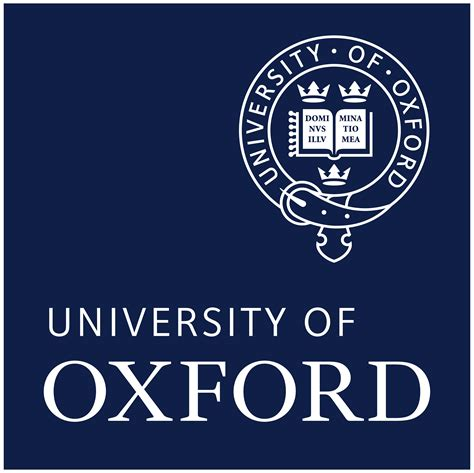 UNIVERSITY · OF · OXFORD
DOMI MINA
NVS TIO
ILLV MEA
UNIVERSITY OF
OXFORD